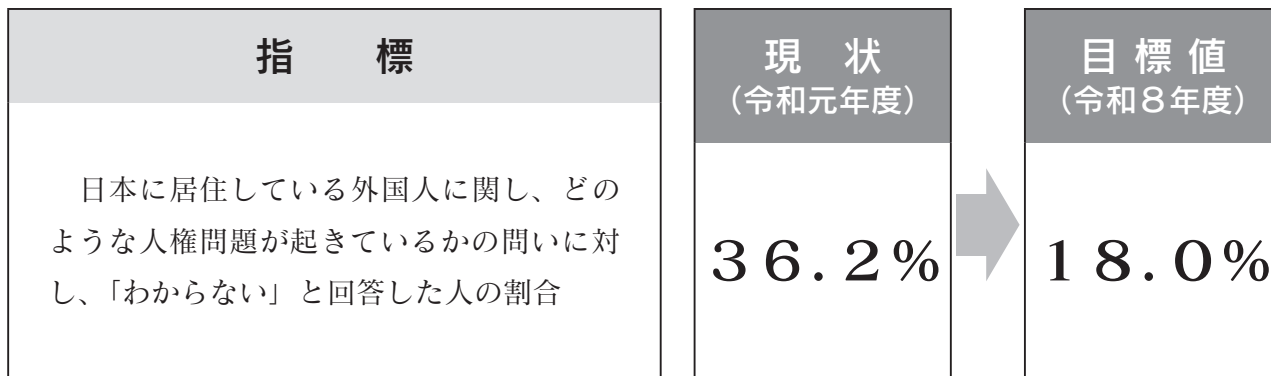 指　標
日本に居住している外国人に関し、どの
ような人権問題が起きているかの問いに対
し、「わからない」と回答した人の割合
現　状
（令和元年度）
３６.２%
目 標 値
（令和８年度）
１８.０%